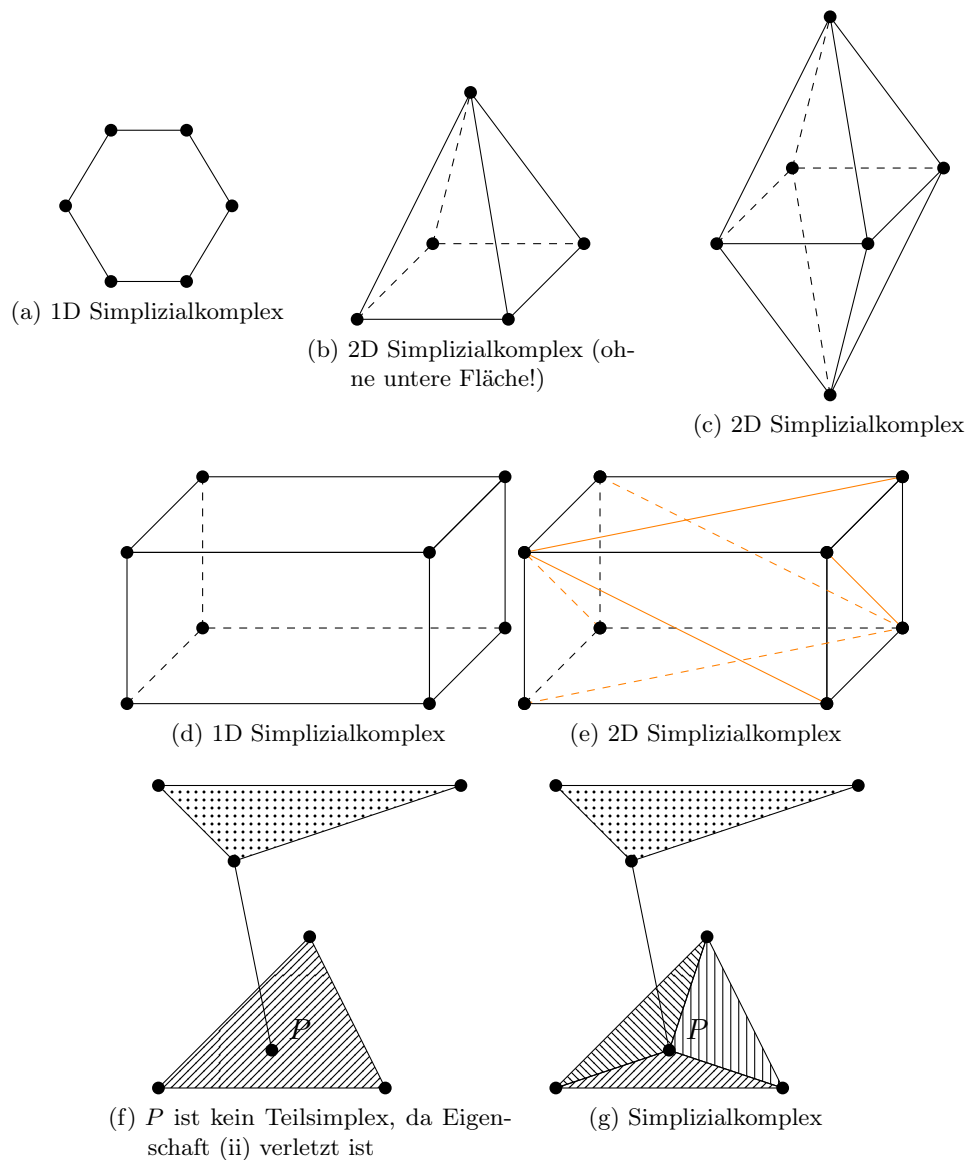 (a) 1D Simplizialkomplex
(b) 2D Simplizialkomplex (oh-
ne untere Fläche!)
(c) 2D Simplizialkomplex
(d) 1D Simplizialkomplex
(e) 2D Simplizialkomplex
P
P
(f) P ist kein Teilsimplex, da Eigen-
schaft (ii) verletzt ist
(g) Simplizialkomplex